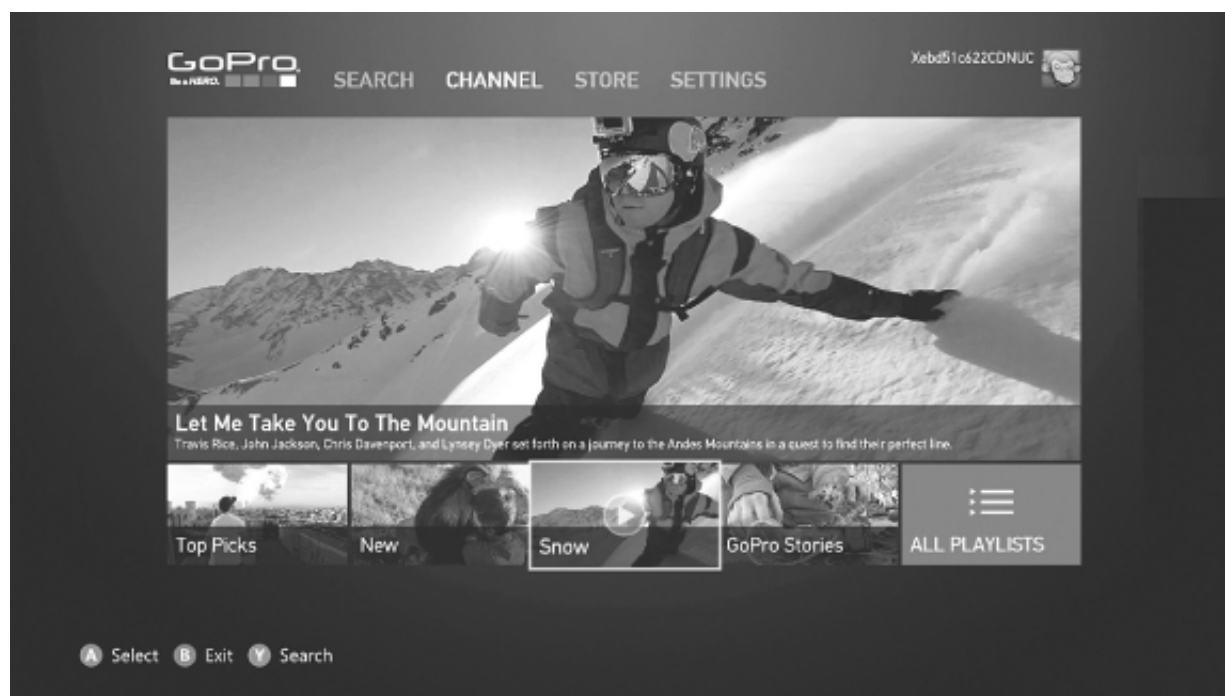 GoPro
Be a HERO.
SEARCH CHANNEL STORE SETTINGS
Xebd51c622CDNUC
Let Me Take You To The Mountain
Travis Rice, John Jackson, Chris Davenport, and Lynsey Dyer set forth on a journey to the Andes Mountains in a quest to find their perfect line.
Top Picks
New
Snow
GoPro Stories
ALL PLAYLISTS
A Select B Exit Y Search